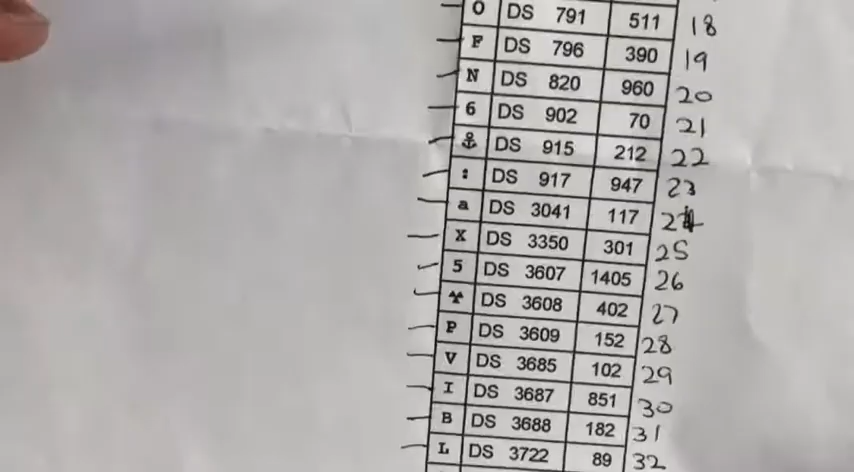 O DS 791 511 18
F DS 796 390 19
N DS 820 960 20
6 DS 902 70 21
⚓ DS 915 212 22
: DS 917 947 23
a DS 3041 117 24
X DS 3350 301 25
5 DS 3607 1405 26
DS 3608 402 27
P DS 3609 152 28
V DS 3685 102 29
I DS 3687 851 30
B DS 3688 182 31
L DS 3722 89 32